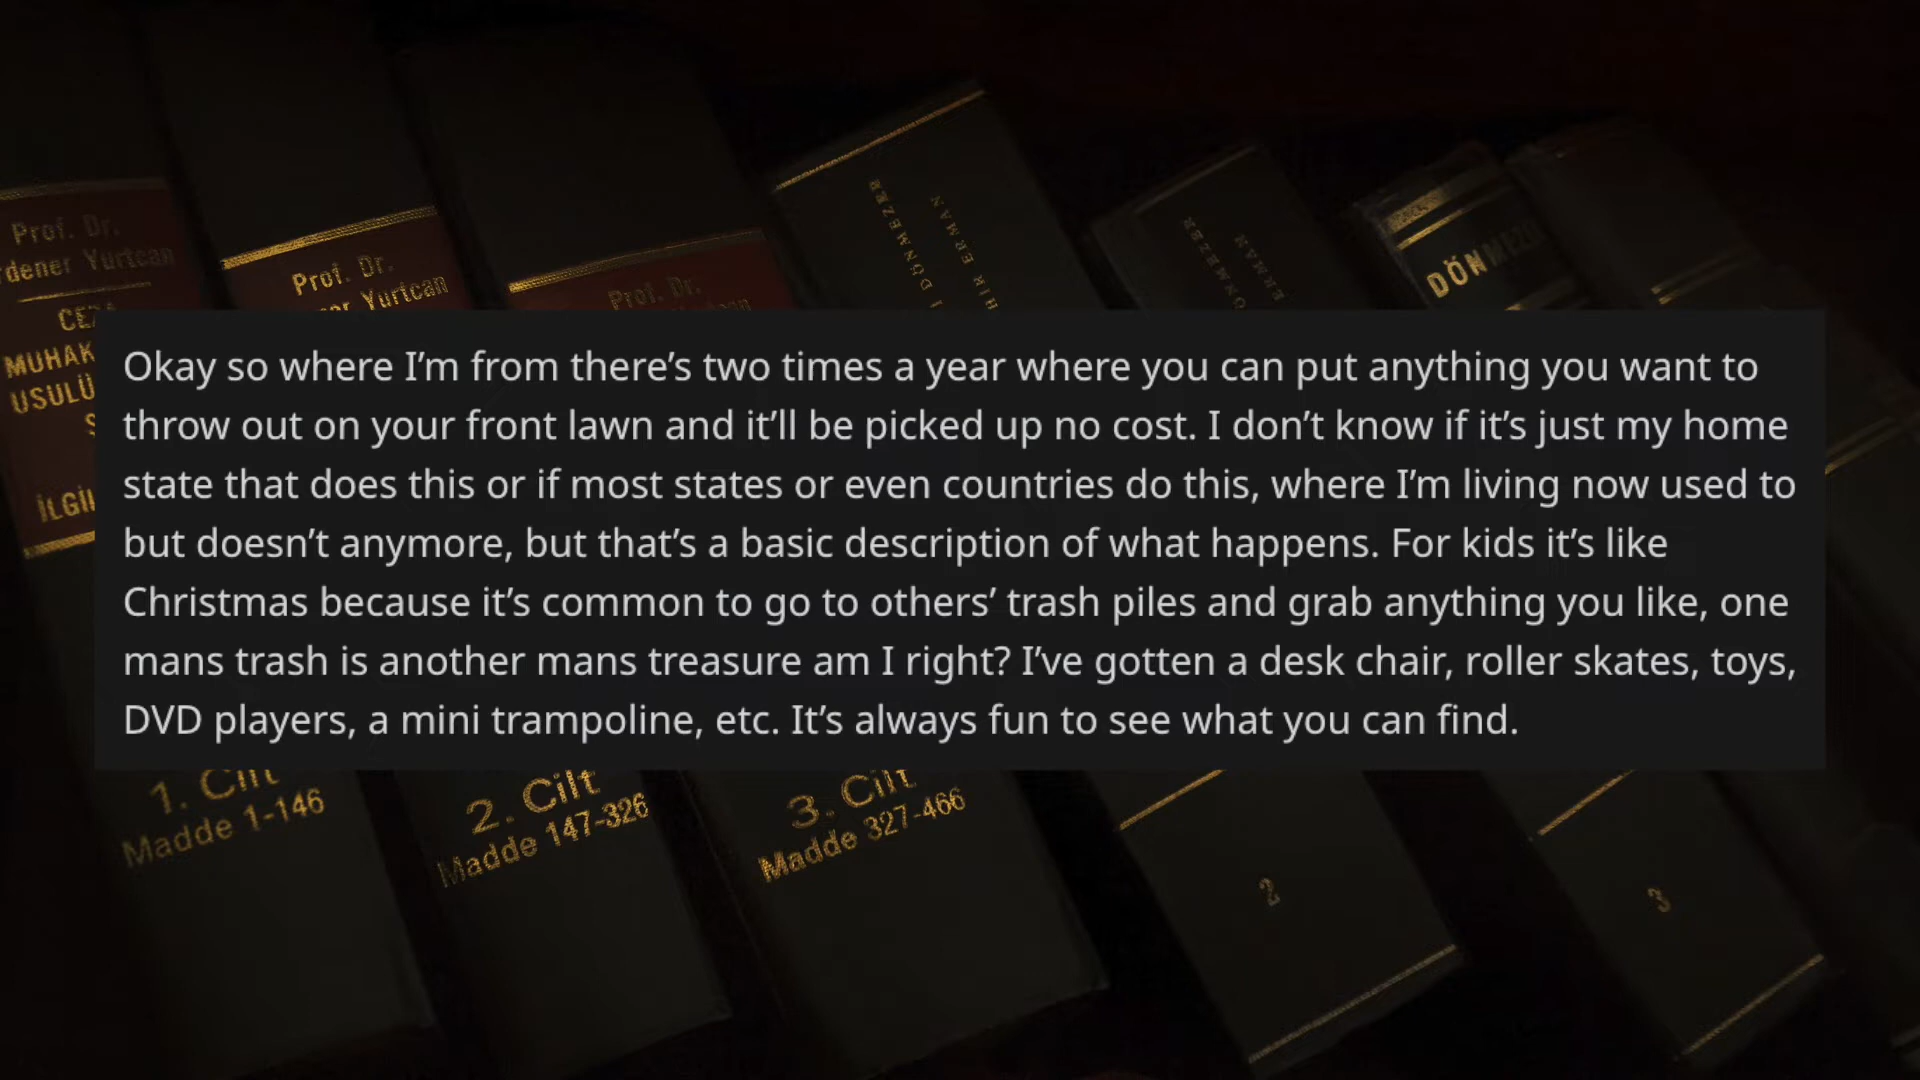 Prof. Dr.
Yurtcan
Prof. Dr.
Yurtcan
Prof. Dr.
DÖNMEZER
ERMAN
ERMAN
MUHAK
USULÜ
Okay so where I’m from there’s two times a year where you can put anything you want to
throw out on your front lawn and it’ll be picked up no cost. I don’t know if it’s just my home
state that does this or if most states or even countries do this, where I’m living now used to
but doesn’t anymore, but that’s a basic description of what happens. For kids it’s like
Christmas because it’s common to go to others’ trash piles and grab anything you like, one
mans trash is another mans treasure am I right? I’ve gotten a desk chair, roller skates, toys,
DVD players, a mini trampoline, etc. It’s always fun to see what you can find.
1. Cilt
Madde 1-146
2. Cilt
Madde 147-326
3. Cilt
Madde 327-466
2
3